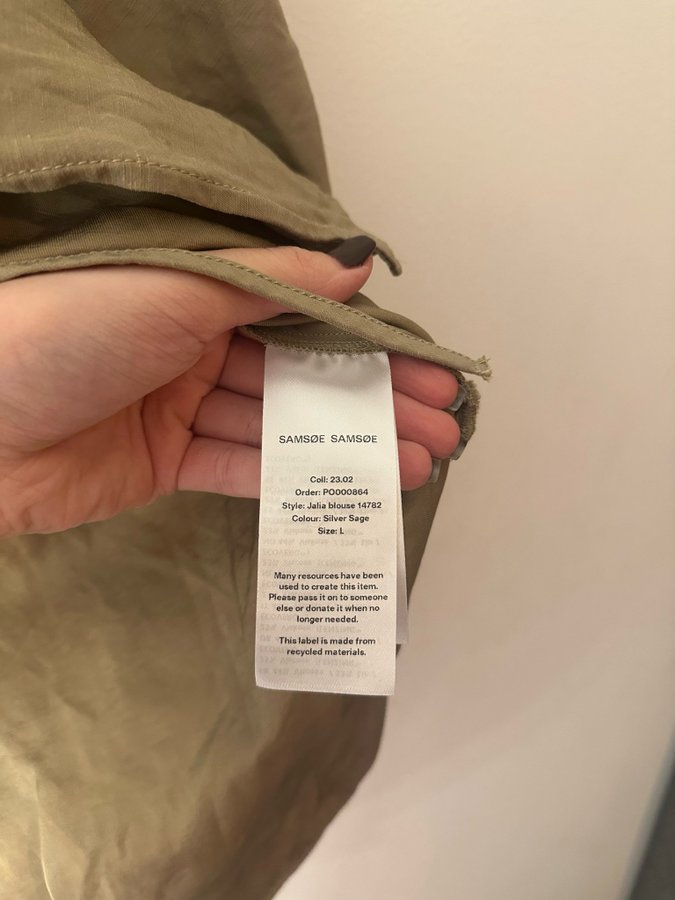 SAMSØE SAMSØE
Coll: 23.02
Order: PO000864
Style: Jalia blouse 14782
Colour: Silver Sage
Size: L
Many resources have been
used to create this item.
Please pass it on to someone
else or donate it when no
longer needed.
This label is made from
recycled materials.